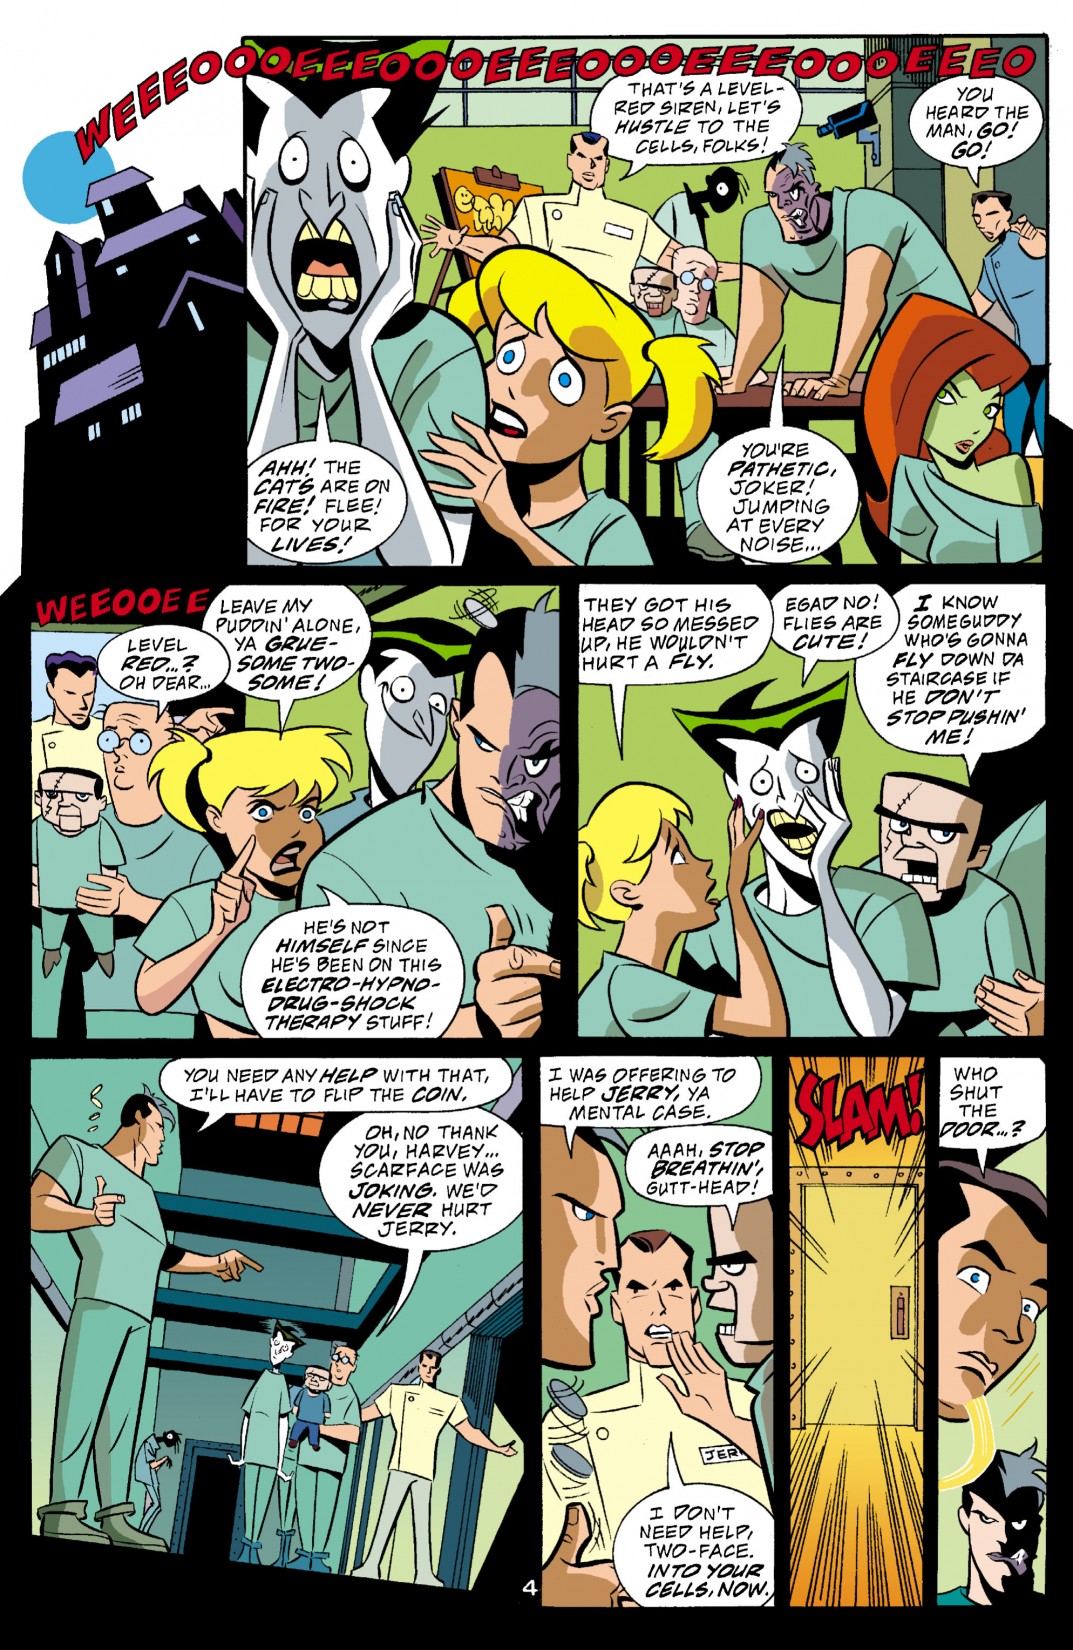 WEEEOOOEEEOOOEEEOOOEEEOOOEEEO
THAT'S A LEVEL-
RED SIREN, LET'S
HUSTLE TO THE
CELLS, FOLKS!
YOU
HEARD THE
MAN, GO!
GO!
AHH! THE
CATS ARE ON
FIRE! FLEE!
FOR YOUR
LIVES!
YOU'RE
PATHETIC,
JOKER!
JUMPING
AT EVERY
NOISE...
WEEOOEE
LEVEL
RED...?
OH DEAR...
LEAVE MY
PUDDIN' ALONE,
YA GRUE-
SOME TWO-
SOME!
HE'S NOT
HIMSELF SINCE
HE'S BEEN ON THIS
ELECTRO-HYPNO-
DRUG-SHOCK
THERAPY STUFF!
THEY GOT HIS
HEAD SO MESSED
UP, HE WOULDN'T
HURT A FLY.
EGAD NO!
FLIES ARE
CUTE!
I KNOW
SOMEGUDDY
WHO'S GONNA
FLY DOWN DA
STAIRCASE IF
HE DON'T
STOP PUSHIN'
ME!
YOU NEED ANY HELP WITH THAT,
I'LL HAVE TO FLIP THE COIN.
OH, NO THANK
YOU, HARVEY...
SCARFACE WAS
JOKING. WE'D
NEVER HURT
JERRY.
I WAS OFFERING TO
HELP JERRY, YA
MENTAL CASE.
AAAH, STOP
BREATHIN',
GUTT-HEAD!
JER
I DON'T
NEED HELP,
TWO-FACE.
INTO YOUR
CELLS, NOW.
SLAM!
WHO
SHUT
THE
DOOR...?
4